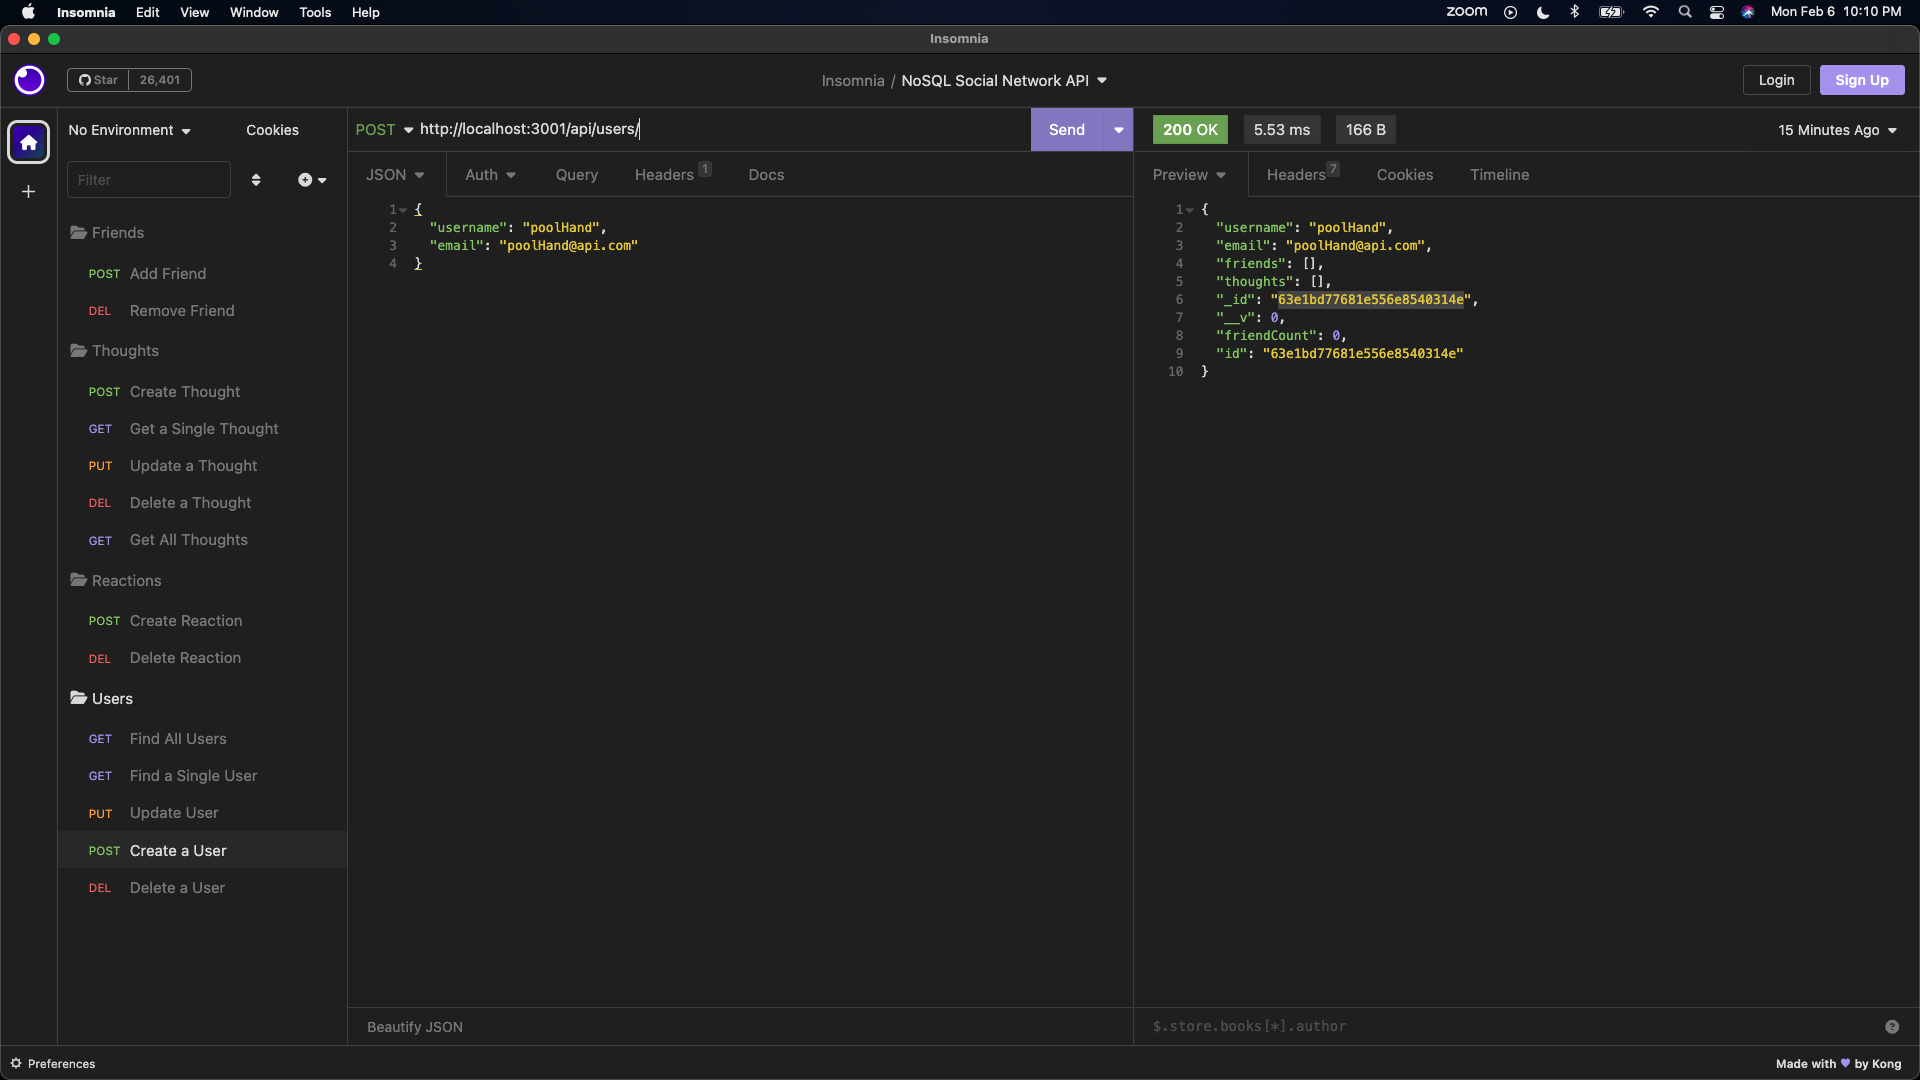 Insomnia Edit View Window Tools Help zoom Mon Feb 6 10:10 PM
Insomnia
Star 26,401 Insomnia / NoSQL Social Network API Login Sign Up
No Environment Cookies
Filter
Friends
POST Add Friend
DEL Remove Friend
Thoughts
POST Create Thought
GET Get a Single Thought
PUT Update a Thought
DEL Delete a Thought
GET Get All Thoughts
Reactions
POST Create Reaction
DEL Delete Reaction
Users
GET Find All Users
GET Find a Single User
PUT Update User
POST Create a User
DEL Delete a User
POST http://localhost:3001/api/users/ Send
JSON Auth Query Headers 1 Docs
1 {
2 "username": "poolHand",
3 "email": "poolHand@api.com"
4 }
Beautify JSON
200 OK 5.53 ms 166 B 15 Minutes Ago
Preview Headers 7 Cookies Timeline
1 {
2 "username": "poolHand",
3 "email": "poolHand@api.com",
4 "friends": [],
5 "thoughts": [],
6 "_id": "63e1bd77681e556e8540314e",
7 "__v": 0,
8 "friendCount": 0,
9 "id": "63e1bd77681e556e8540314e"
10 }
$.store.books[*].author ?
Preferences Made with by Kong